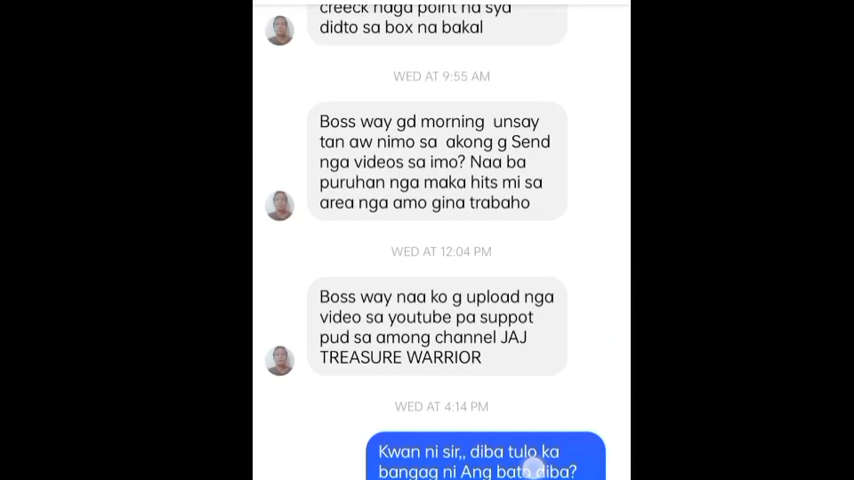 creeck naga point na sya
didto sa box na bakal
WED AT 9:55 AM
Boss way gd morning unsay
tan aw nimo sa akong g Send
nga videos sa imo? Naa ba
puruhan nga maka hits mi sa
area nga amo gina trabaho
WED AT 12:04 PM
Boss way naa ko g upload nga
video sa youtube pa suppot
pud sa among channel JAJ
TREASURE WARRIOR
WED AT 4:14 PM
Kwan ni sir,, diba tulo ka
bangag ni Ang bato diba?